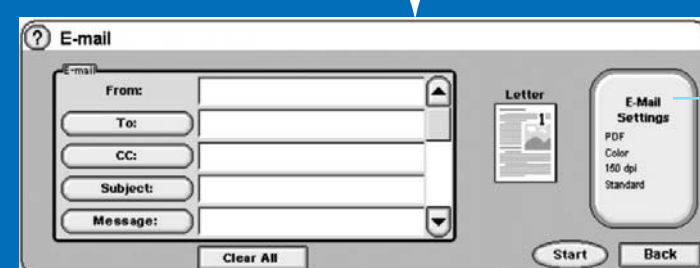 ? E-mail
E-mail
From:
To:
CC:
Subject:
Message:
Clear All
Letter
1
E-Mail
Settings
PDF
Color
150 dpi
Standard
Start
Back